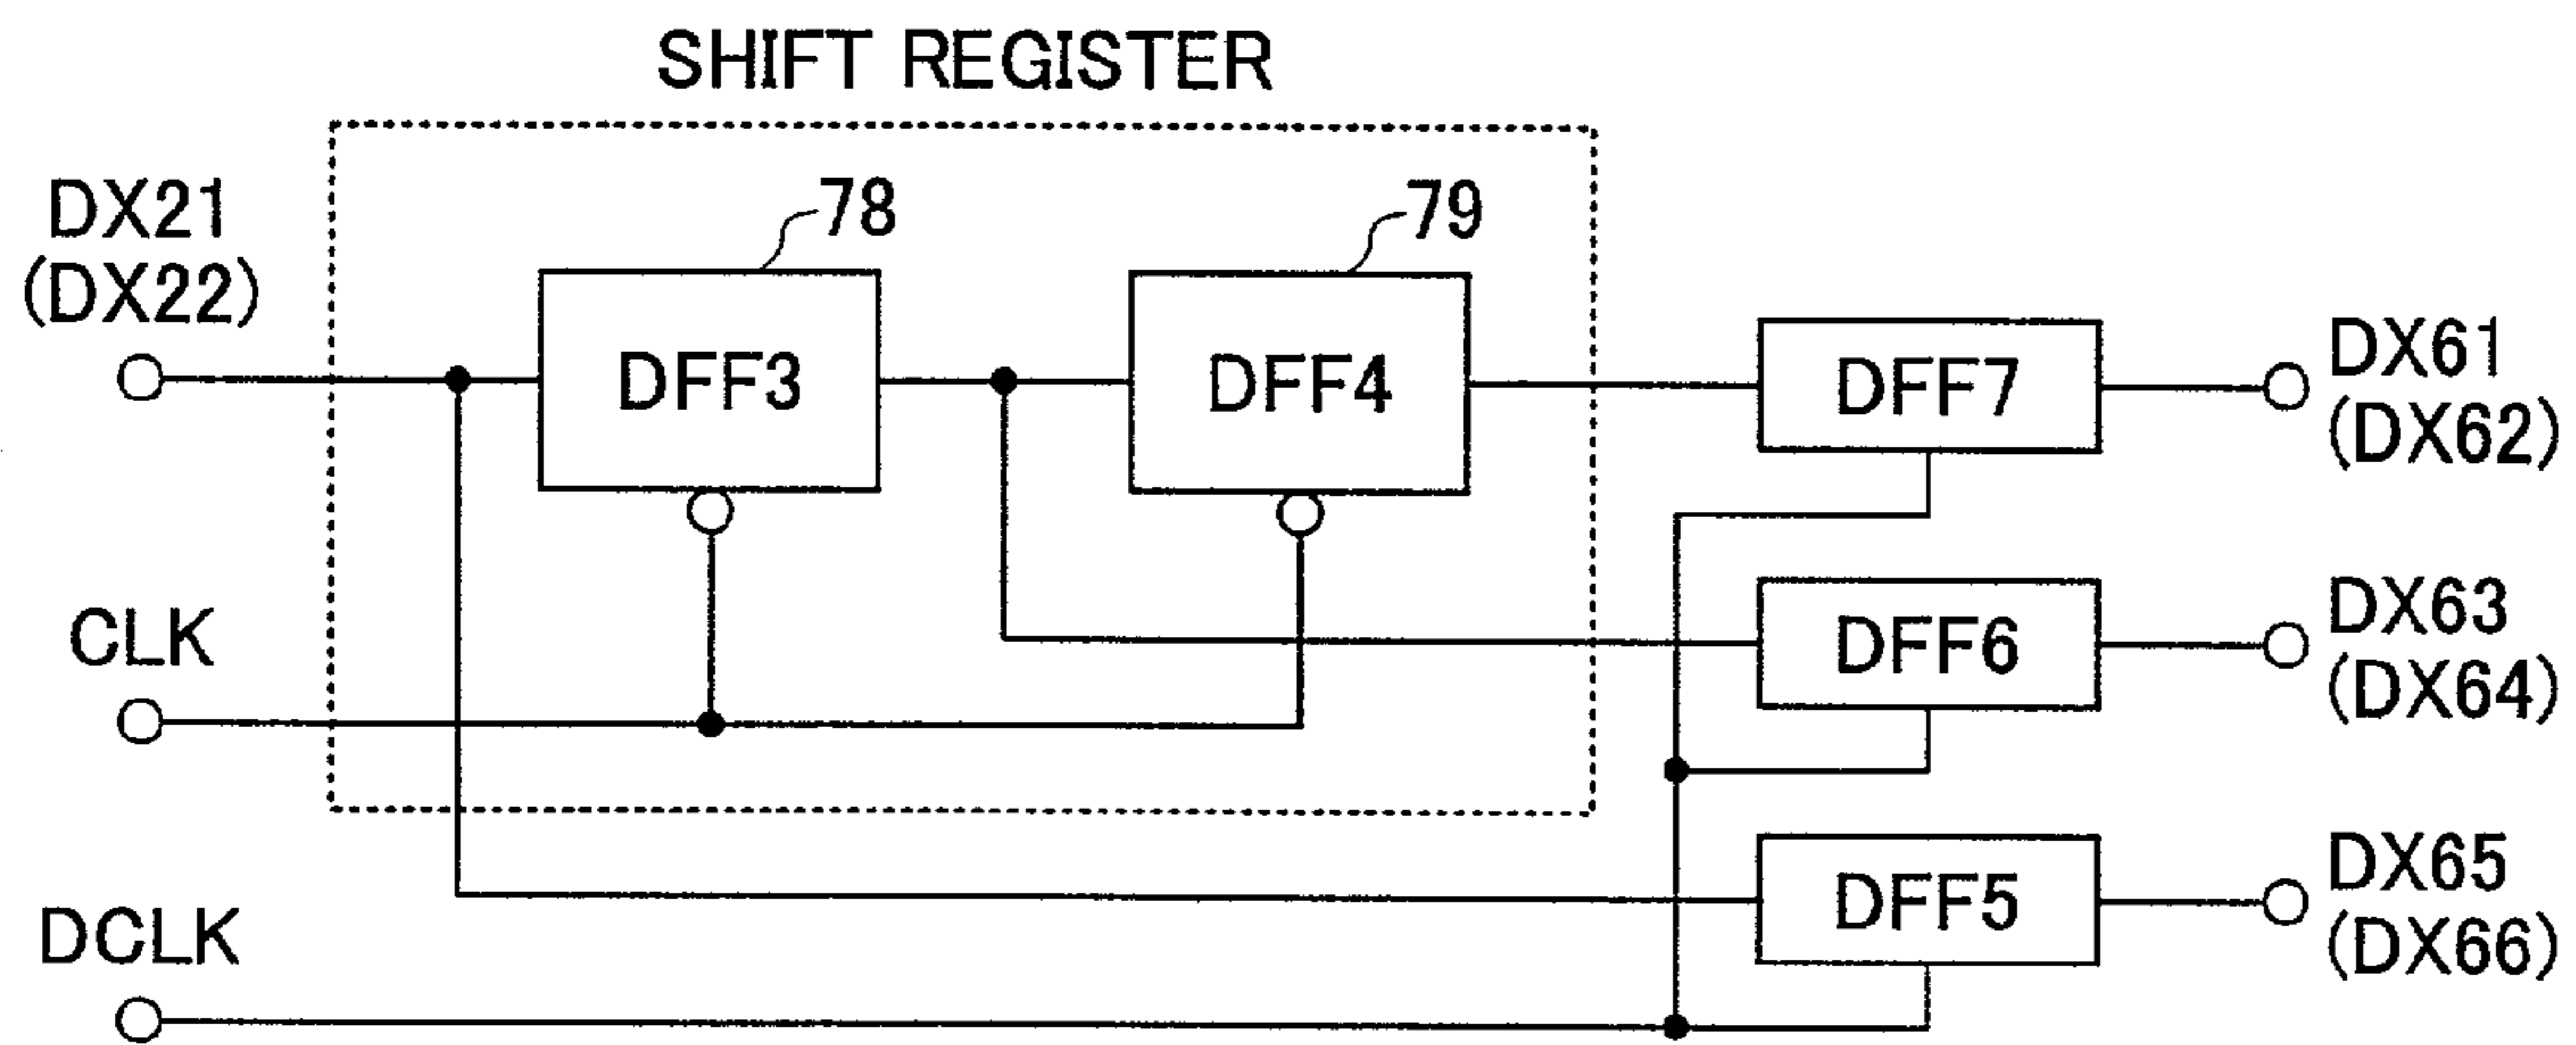 SHIFT REGISTER
DX21
(DX22)
78
79
DFF3
DFF4
DFF7
DX61
(DX62)
CLK
DFF6
DX63
(DX64)
DCLK
DFF5
DX65
(DX66)